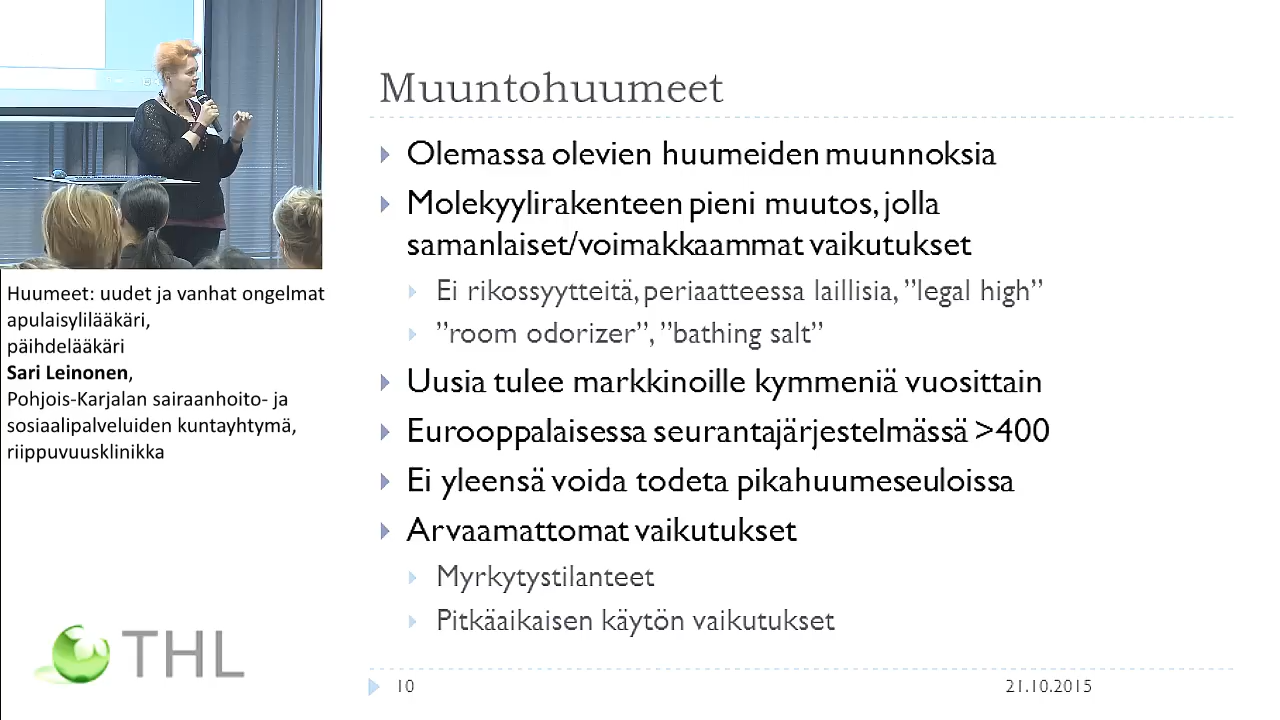 Huumeet: uudet ja vanhat ongelmat
apulaisylilääkäri,
päihdelääkäri
Sari Leinonen,
Pohjois-Karjalan sairaanhoito- ja
sosiaalipalveluiden kuntayhtymä,
riippuvuusklinikka
THL
Muuntohuumeet
Olemassa olevien huumeiden muunnoksia
Molekyylirakenteen pieni muutos, jolla
samanlaiset/voimakkaammat vaikutukset
Ei rikossyytteitä, periaatteessa laillisia, ”legal high”
”room odorizer”, ”bathing salt”
Uusia tulee markkinoille kymmeniä vuosittain
Eurooppalaisessa seurantajärjestelmässä >400
Ei yleensä voida todeta pikahuumeseuloissa
Arvaamattomat vaikutukset
Myrkytystilanteet
Pitkäaikaisen käytön vaikutukset
10
21.10.2015